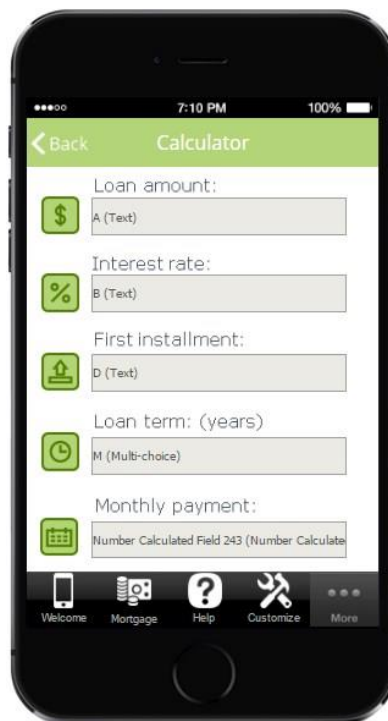 7:10 PM 100%
Back Calculator
Loan amount:
$ A (Text)
Interest rate:
% B (Text)
First installment:
D (Text)
Loan term: (years)
M (Multi-choice)
Monthly payment:
Number Calculated Field 243 (Number Calculate
Welcome Mortgage ? Help Customize More